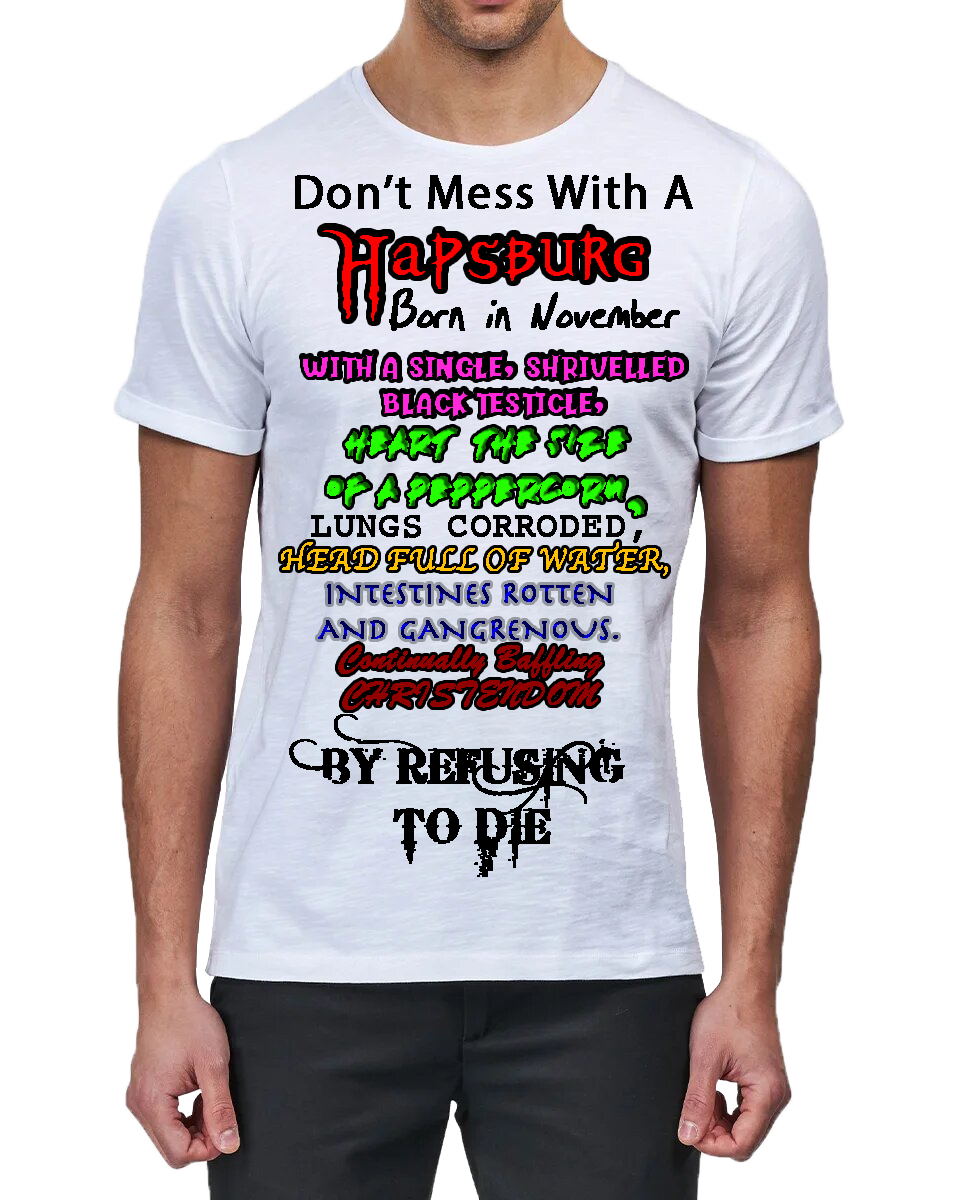 Don't Mess With A
HAPSBURG
Born in November
WITH A SINGLE, SHRIVELLED
BLACK TESTICLE,
HEART THE SIZE
OF A PEPPERCORN,
LUNGS CORRODED,
HEAD FULL OF WATER,
INTESTINES ROTTEN
AND GANGRENOUS.
Continually Baffling
CHRISTENDOM
BY REFUSING
TO DIE